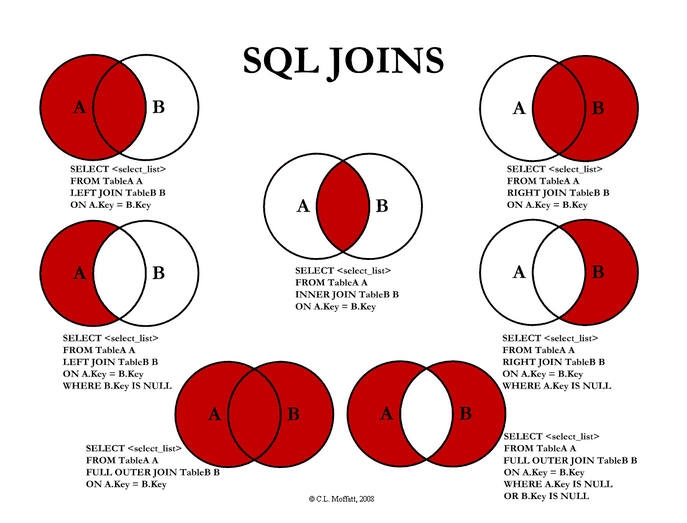 SQL JOINS
A B
SELECT <select_list>
FROM TableA A
LEFT JOIN TableB B
ON A.Key = B.Key
A B
SELECT <select_list>
FROM TableA A
RIGHT JOIN TableB B
ON A.Key = B.Key
A B
SELECT <select_list>
FROM TableA A
INNER JOIN TableB B
ON A.Key = B.Key
A B
SELECT <select_list>
FROM TableA A
LEFT JOIN TableB B
ON A.Key = B.Key
WHERE B.Key IS NULL
A B
SELECT <select_list>
FROM TableA A
RIGHT JOIN TableB B
ON A.Key = B.Key
WHERE A.Key IS NULL
A B
SELECT <select_list>
FROM TableA A
FULL OUTER JOIN TableB B
ON A.Key = B.Key
A B
SELECT <select_list>
FROM TableA A
FULL OUTER JOIN TableB B
ON A.Key = B.Key
WHERE A.Key IS NULL
OR B.Key IS NULL
© C.L. Moffatt, 2008